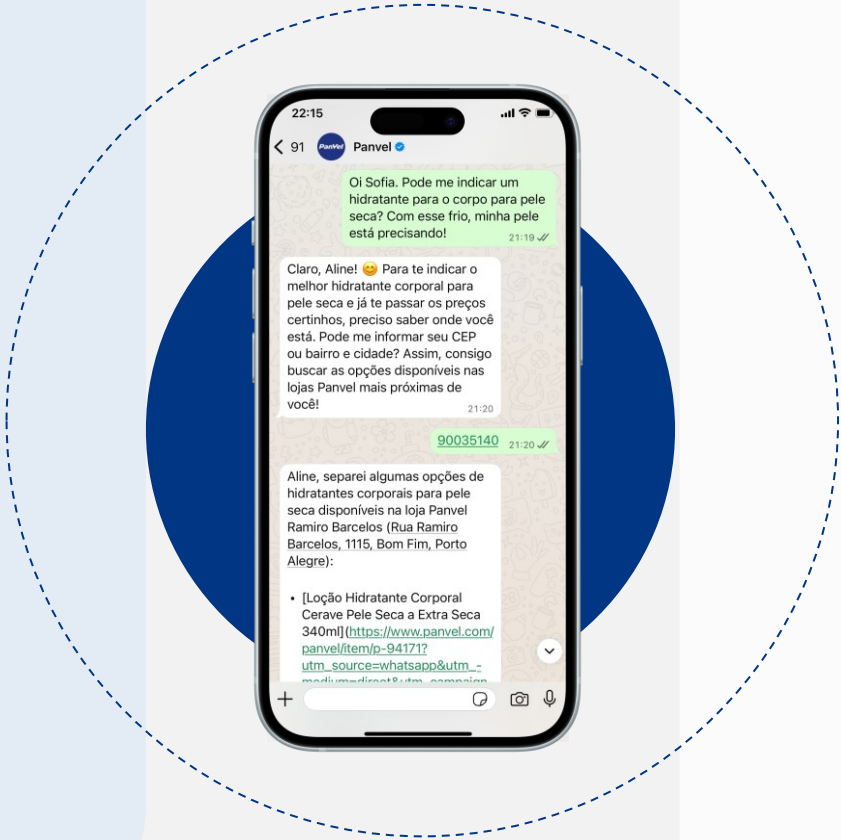 22:15
91
PanVel
Panvel
Oi Sofia. Pode me indicar um
hidratante para o corpo para pele
seca? Com esse frio, minha pele
está precisando!
21:19
Claro, Aline! 😊 Para te indicar o
melhor hidratante corporal para
pele seca e já te passar os preços
certinhos, preciso saber onde você
está. Pode me informar seu CEP
ou bairro e cidade? Assim, consigo
buscar as opções disponíveis nas
lojas Panvel mais próximas de
você!
21:20
90035140
21:20
Aline, separei algumas opções de
hidratantes corporais para pele
seca disponíveis na loja Panvel
Ramiro Barcelos (Rua Ramiro
Barcelos, 1115, Bom Fim, Porto
Alegre):
• [Loção Hidratante Corporal
Cerave Pele Seca a Extra Seca
340ml](https://www.panvel.com/
panvel/item/p-94171?
utm_source=whatsapp&utm_-
medium=direct&utm_campaign